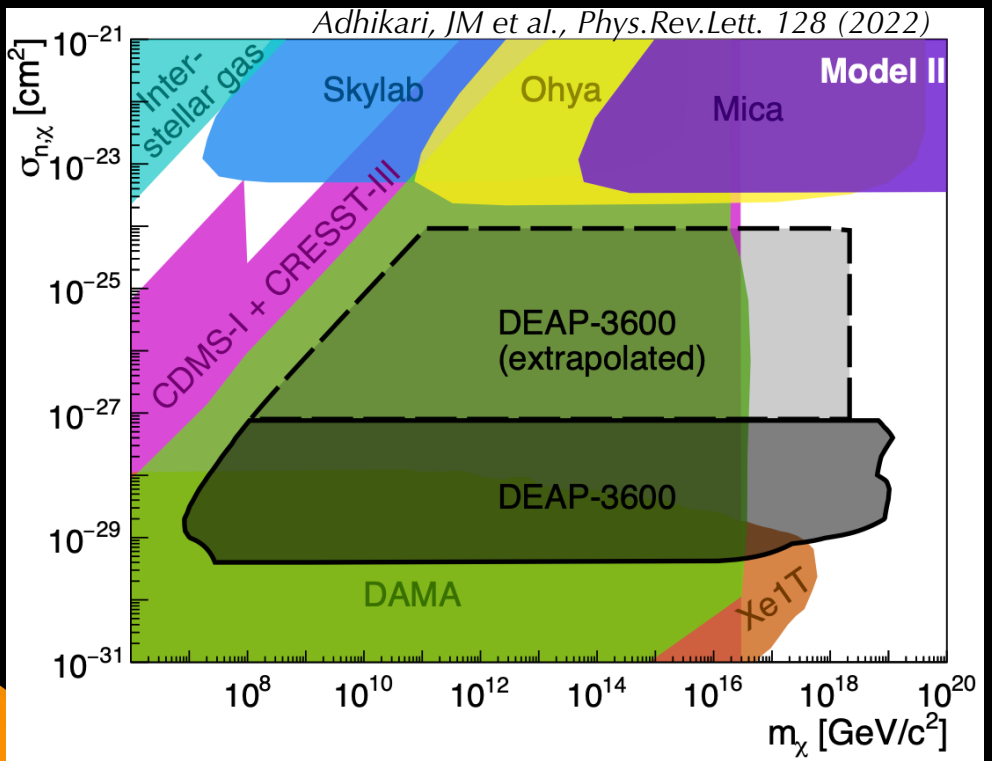 Adhikari, JM et al., Phys.Rev.Lett. 128 (2022)
σn,χ [cm²]
10⁻²¹
10⁻²³
10⁻²⁵
10⁻²⁷
10⁻²⁹
10⁻³¹
Inter-
stellar gas
Skylab
Ohya
Mica
Model II
CDMS-I + CRESST-III
DEAP-3600
(extrapolated)
DEAP-3600
DAMA
Xe1T
10⁸
10¹⁰
10¹²
10¹⁴
10¹⁶
10¹⁸
10²⁰
mχ [GeV/c²]